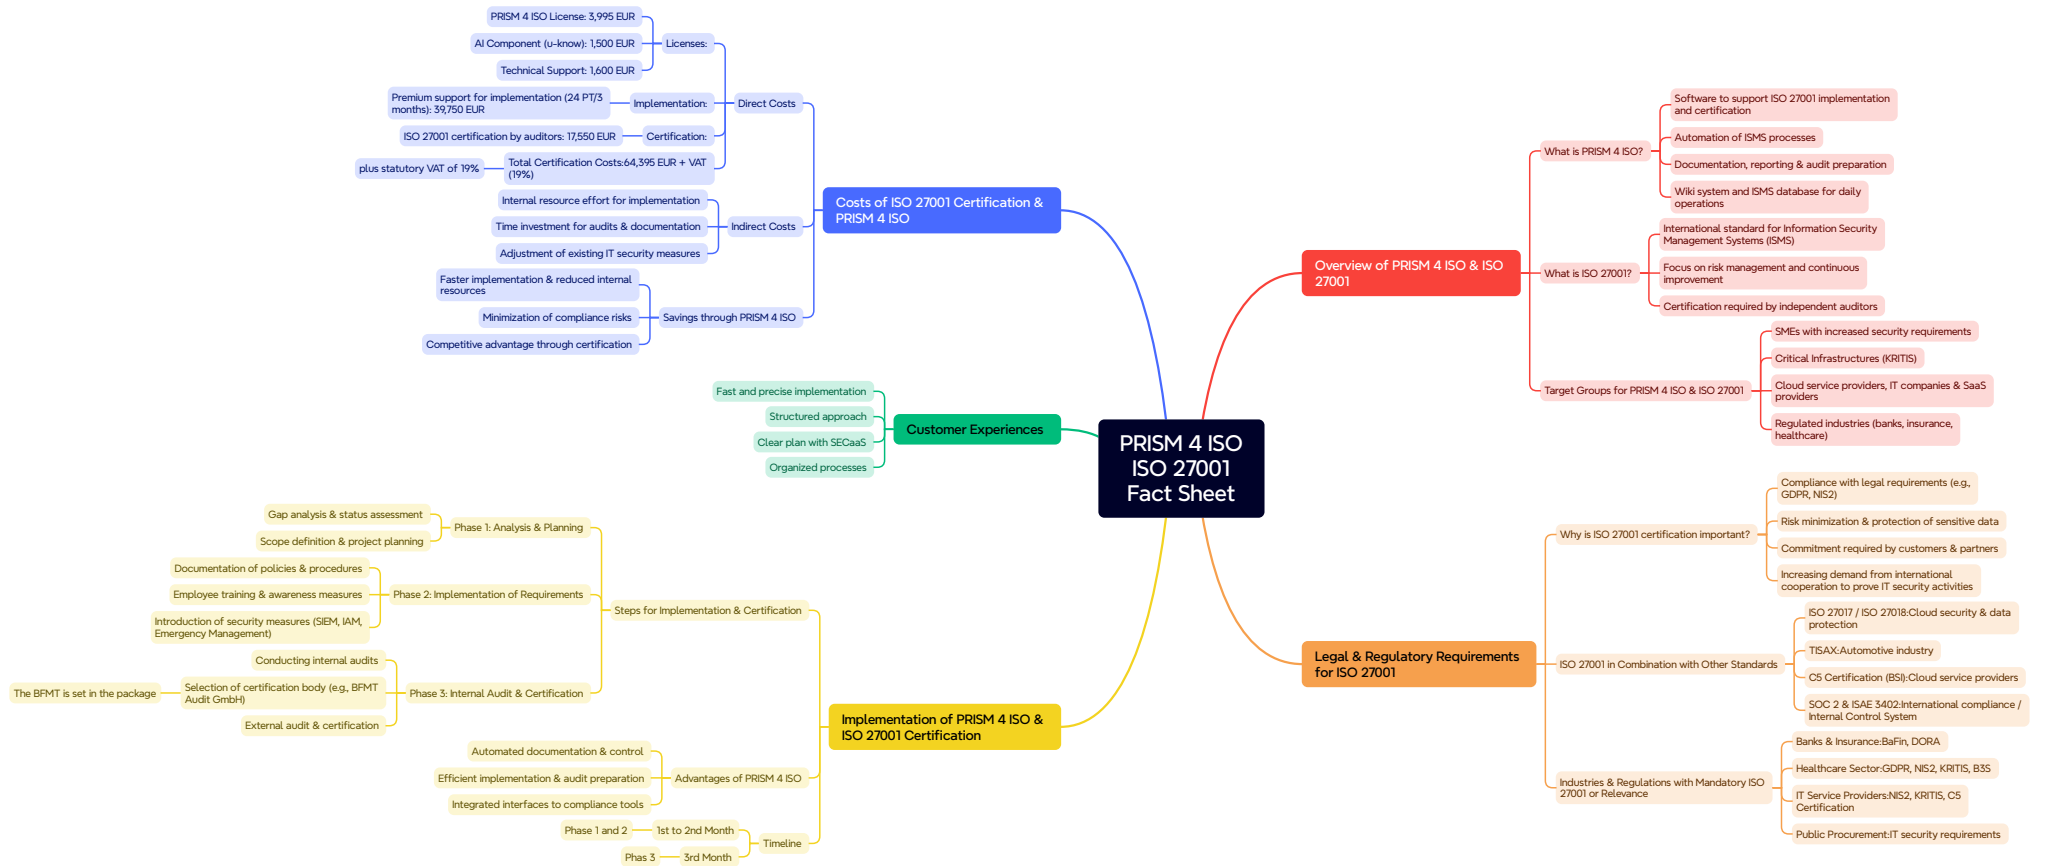 PRISM 4 ISO
ISO 27001
Fact Sheet
Costs of ISO 27001 Certification &
PRISM 4 ISO
Direct Costs
Licenses:
PRISM 4 ISO License: 3,995 EUR
AI Component (u-know): 1,500 EUR
Technical Support: 1,600 EUR
Implementation:
Premium support for implementation (24 PT/3
months): 39,750 EUR
Certification:
ISO 27001 certification by auditors: 17,550 EUR
Total Certification Costs:64,395 EUR + VAT
(19%)
plus statutory VAT of 19%
Indirect Costs
Internal resource effort for implementation
Time investment for audits & documentation
Adjustment of existing IT security measures
Savings through PRISM 4 ISO
Faster implementation & reduced internal
resources
Minimization of compliance risks
Competitive advantage through certification
Customer Experiences
Fast and precise implementation
Structured approach
Clear plan with SECaaS
Organized processes
Implementation of PRISM 4 ISO &
ISO 27001 Certification
Steps for Implementation & Certification
Phase 1: Analysis & Planning
Gap analysis & status assessment
Scope definition & project planning
Phase 2: Implementation of Requirements
Documentation of policies & procedures
Employee training & awareness measures
Introduction of security measures (SIEM, IAM,
Emergency Management)
Phase 3: Internal Audit & Certification
Conducting internal audits
Selection of certification body (e.g., BFMT
Audit GmbH)
The BFMT is set in the package
External audit & certification
Advantages of PRISM 4 ISO
Automated documentation & control
Efficient implementation & audit preparation
Integrated interfaces to compliance tools
Timeline
1st to 2nd Month
Phase 1 and 2
3rd Month
Phas 3
Overview of PRISM 4 ISO & ISO
27001
What is PRISM 4 ISO?
Software to support ISO 27001 implementation
and certification
Automation of ISMS processes
Documentation, reporting & audit preparation
Wiki system and ISMS database for daily
operations
What is ISO 27001?
International standard for Information Security
Management Systems (ISMS)
Focus on risk management and continuous
improvement
Certification required by independent auditors
Target Groups for PRISM 4 ISO & ISO 27001
SMEs with increased security requirements
Critical Infrastructures (KRITIS)
Cloud service providers, IT companies & SaaS
providers
Regulated industries (banks, insurance,
healthcare)
Legal & Regulatory Requirements
for ISO 27001
Why is ISO 27001 certification important?
Compliance with legal requirements (e.g.,
GDPR, NIS2)
Risk minimization & protection of sensitive data
Commitment required by customers & partners
Increasing demand from international
cooperation to prove IT security activities
ISO 27001 in Combination with Other Standards
ISO 27017 / ISO 27018:Cloud security & data
protection
TISAX:Automotive industry
C5 Certification (BSI):Cloud service providers
SOC 2 & ISAE 3402:International compliance /
Internal Control System
Industries & Regulations with Mandatory ISO
27001 or Relevance
Banks & Insurance:BaFin, DORA
Healthcare Sector:GDPR, NIS2, KRITIS, B3S
IT Service Providers:NIS2, KRITIS, C5
Certification
Public Procurement:IT security requirements